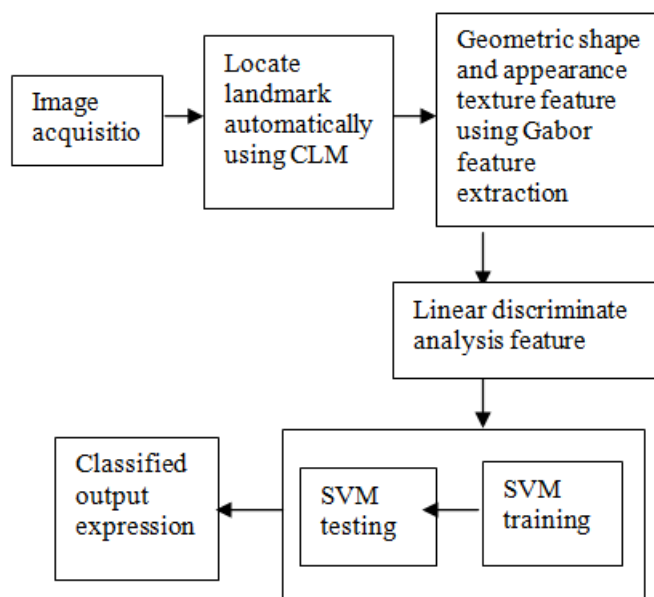 Image
acquisitio
Locate
landmark
automatically
using CLM
Geometric shape
and appearance
texture feature
using Gabor
feature
extraction
Linear discriminate
analysis feature
SVM
training
SVM
testing
Classified
output
expression